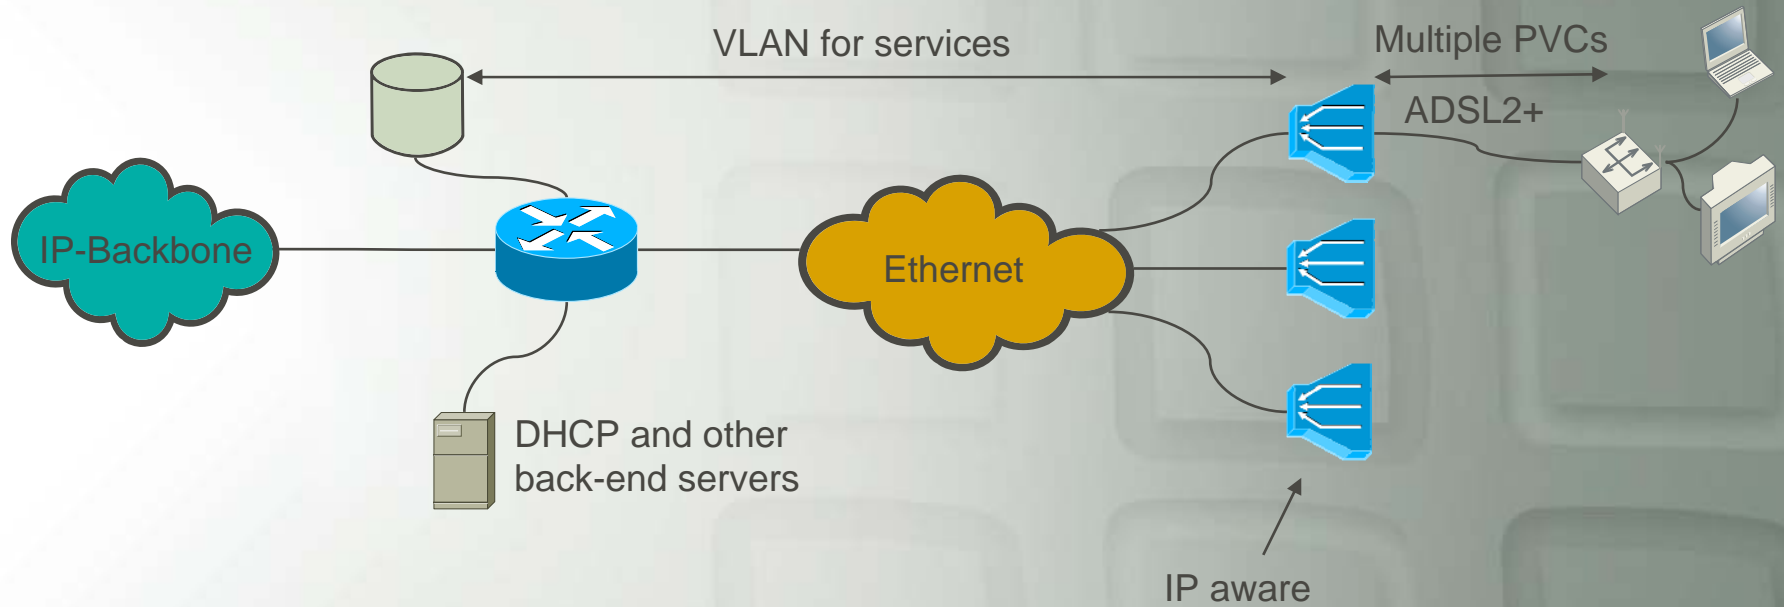 VLAN for services
Multiple PVCs
ADSL2+
IP-Backbone
Ethernet
DHCP and other
back-end servers
IP aware